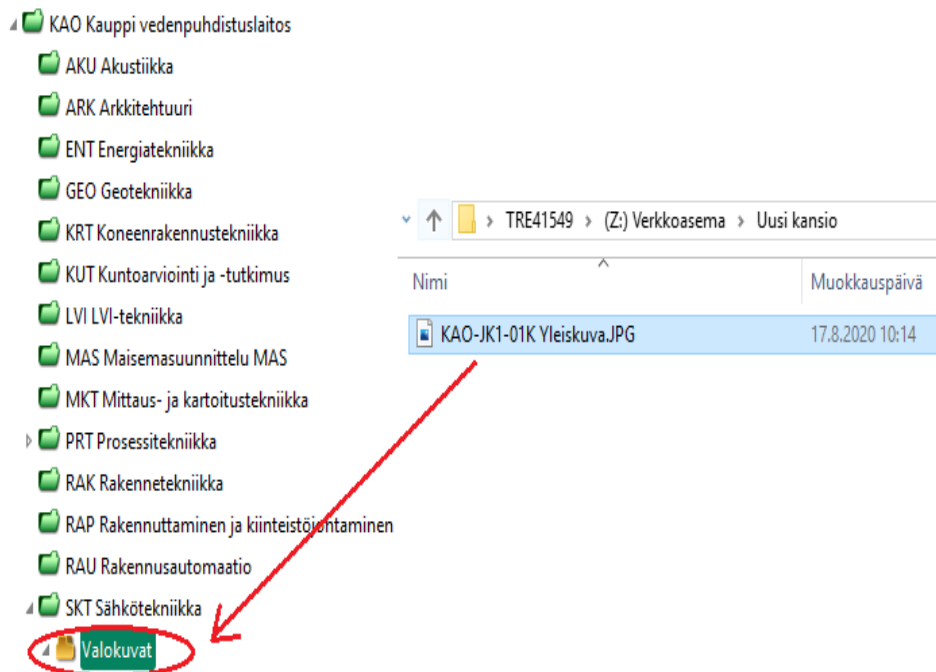 KAO Kauppi vedenpuhdistuslaitos
AKU Akustiikka
ARK Arkkitehtuuri
ENT Energiatekniikka
GEO Geotekniikka
KRT Koneenrakennustekniikka
KUT Kuntoarviointi ja -tutkimus
LVI LVI-tekniikka
MAS Maisemasuunnittelu MAS
MKT Mittaus- ja kartoitustekniikka
PRT Prosessitekniikka
RAK Rakennetekniikka
RAP Rakennuttaminen ja kiinteistöjohtaminen
RAU Rakennusautomaatio
SKT Sähkötekniikka
Valokuvat
TRE41549 > (Z:) Verkkoasema > Uusi kansio
Nimi Muokkauspäivä
KAO-JK1-01K Yleiskuva.JPG 17.8.2020 10:14